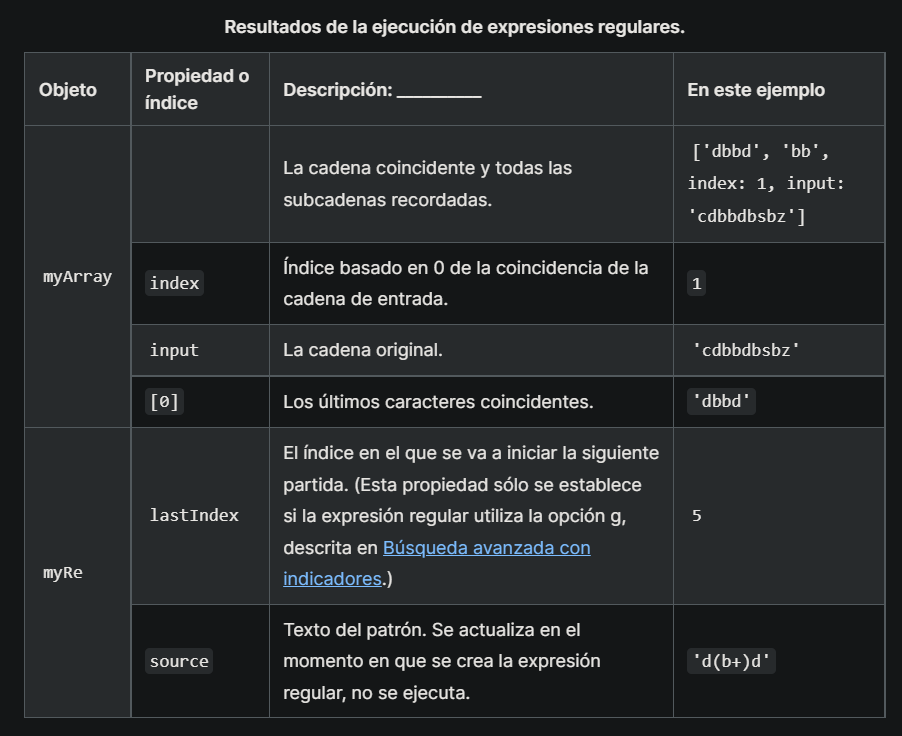 Resultados de la ejecución de expresiones regulares.
Objeto
Propiedad o
índice
Descripción: __________
En este ejemplo
myArray
La cadena coincidente y todas las
subcadenas recordadas.
['dbbd', 'bb',
index: 1, input:
'cdbbdbsbz']
index
Índice basado en 0 de la coincidencia de la
cadena de entrada.
1
input
La cadena original.
'cdbbdbsbz'
[0]
Los últimos caracteres coincidentes.
'dbbd'
myRe
lastIndex
El índice en el que se va a iniciar la siguiente
partida. (Esta propiedad sólo se establece
si la expresión regular utiliza la opción g,
descrita en Búsqueda avanzada con
indicadores.)
5
source
Texto del patrón. Se actualiza en el
momento en que se crea la expresión
regular, no se ejecuta.
'd(b+)d'